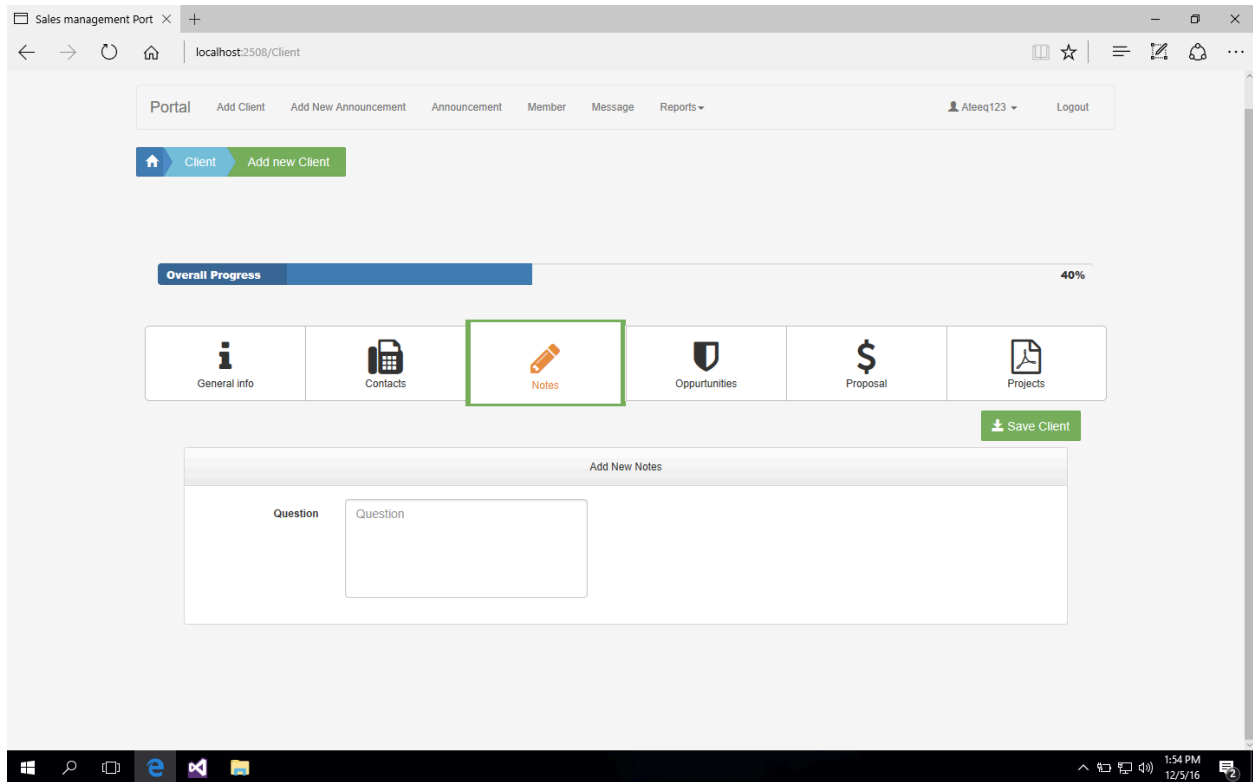 Sales management Port
localhost:2508/Client
Portal Add Client Add New Announcement Announcement Member Message Reports Ateeq123 Logout
Client Add new Client
Overall Progress 40%
General info Contacts Notes Oppurtunities Proposal Projects
Save Client
Add New Notes
Question Question
1:54 PM
12/5/16
2